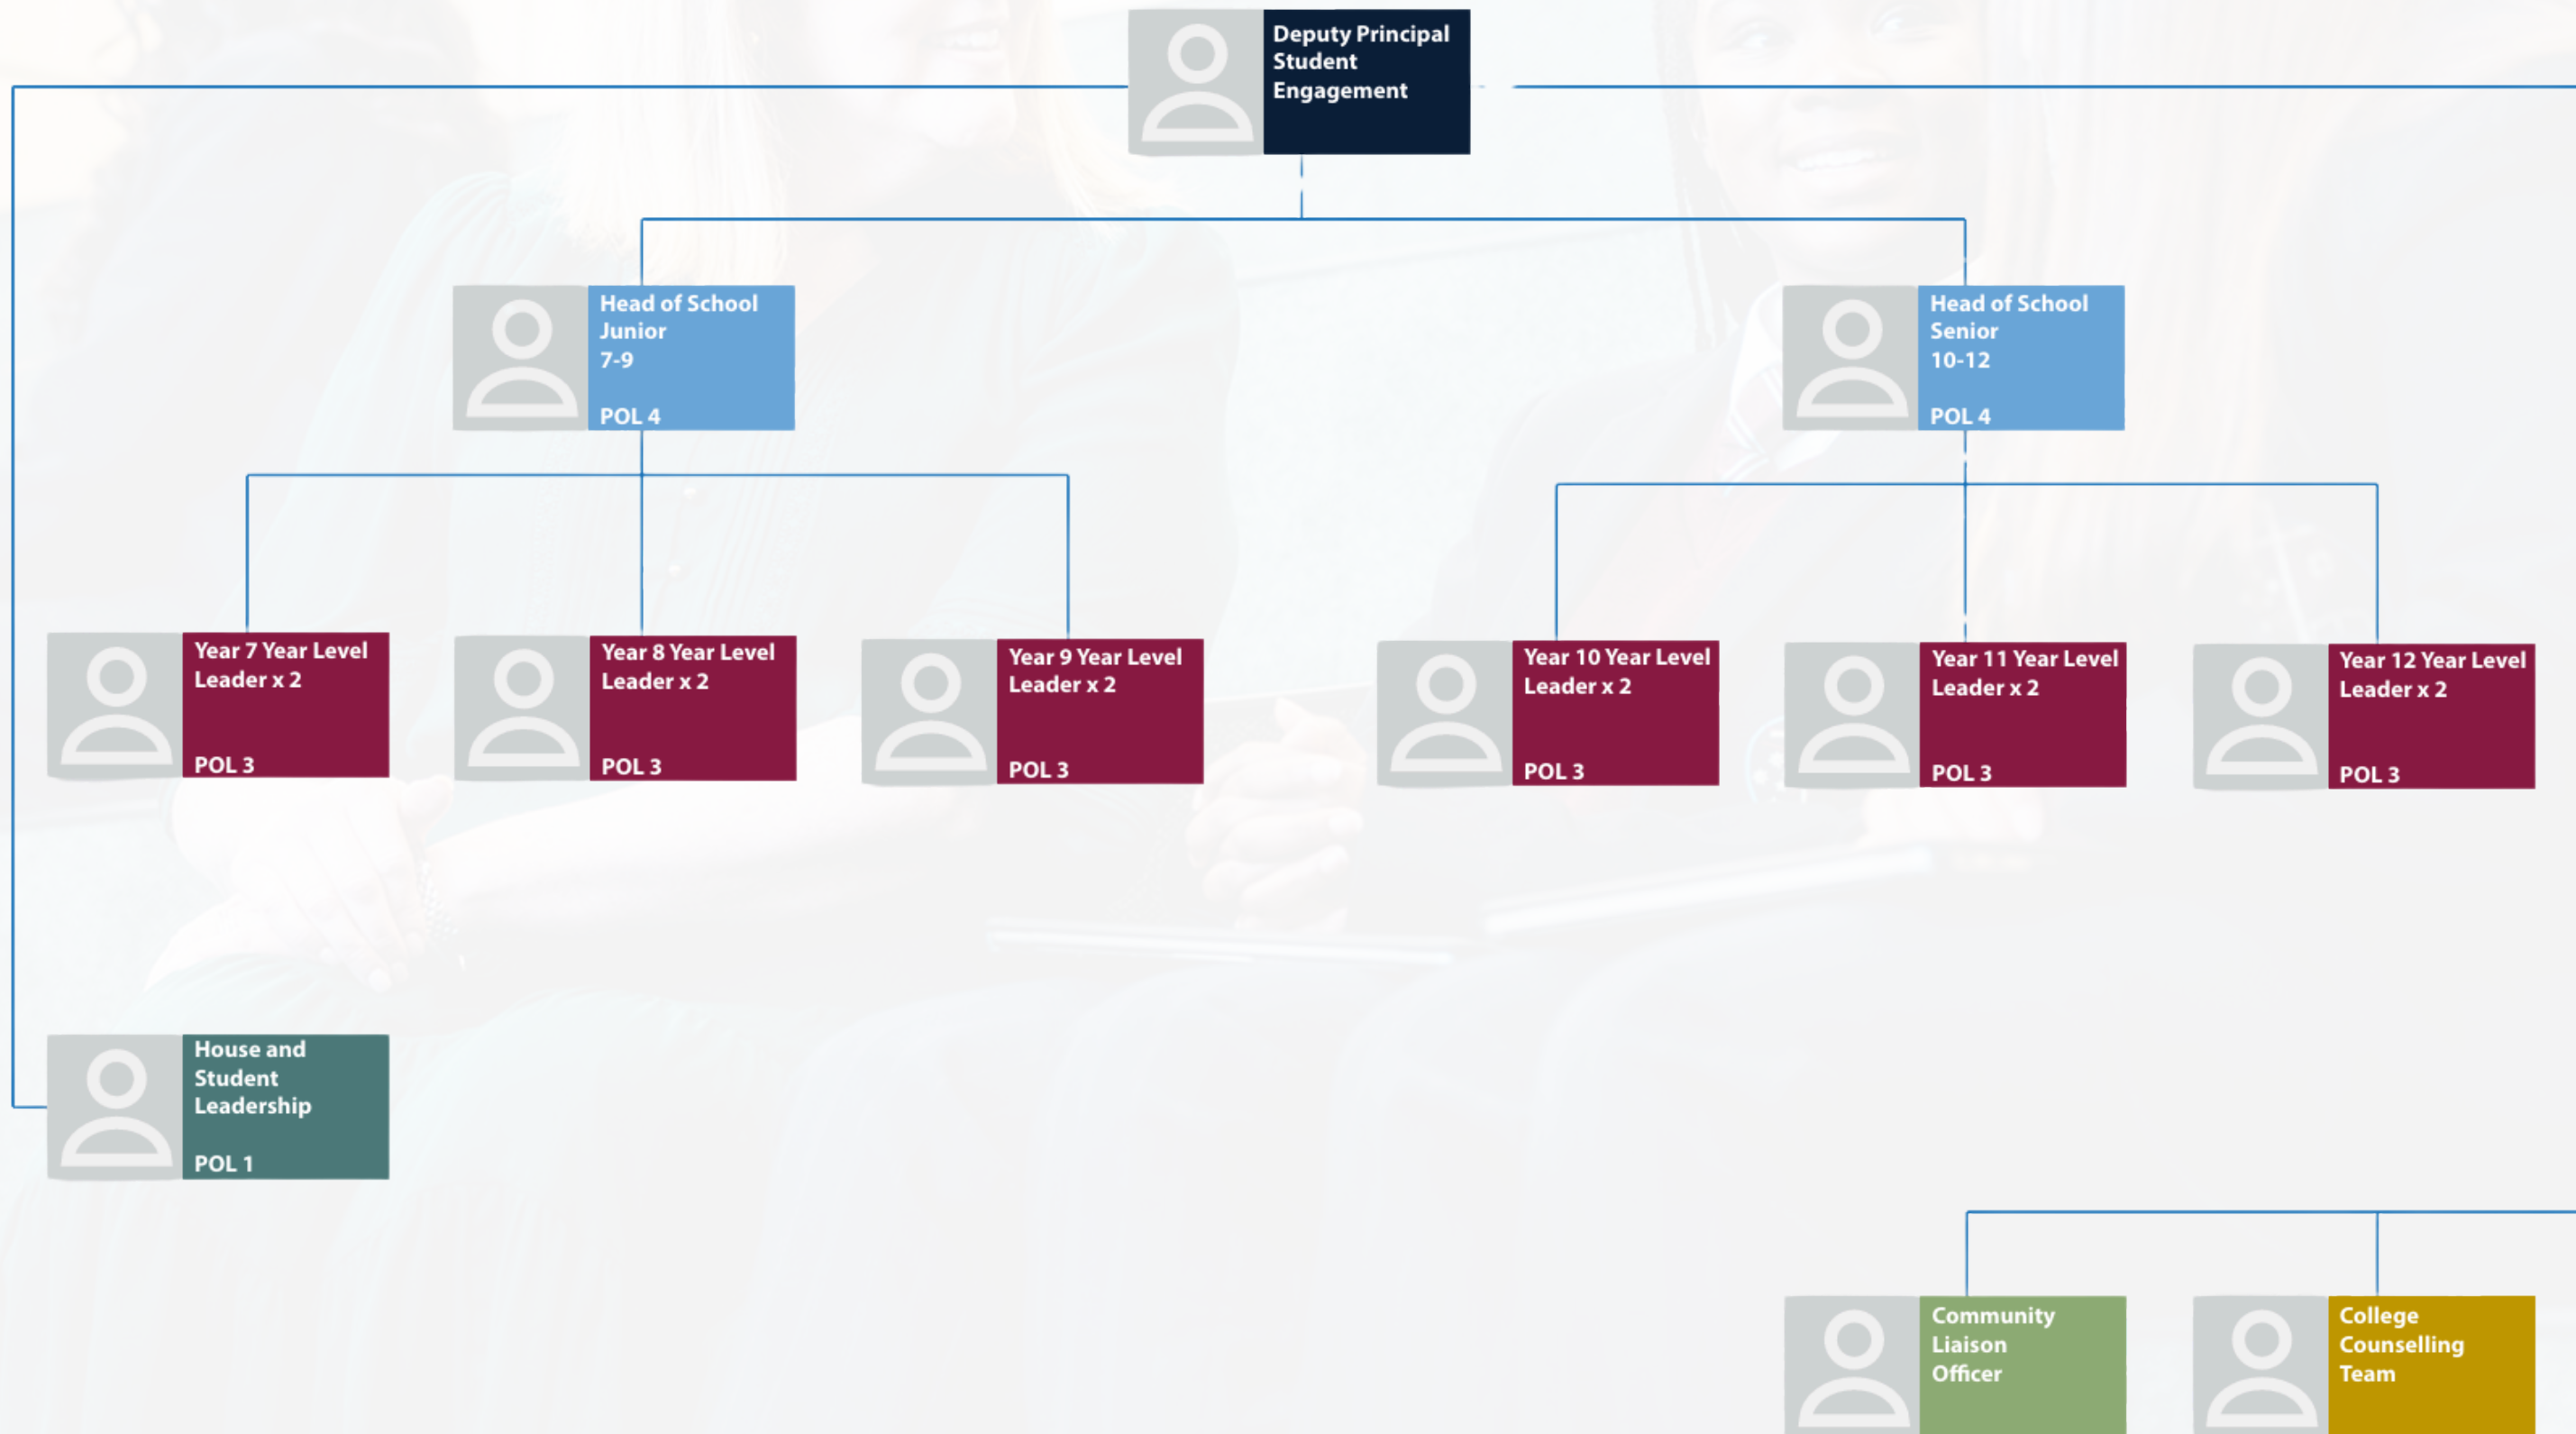 Deputy Principal
Student
Engagement
Head of School
Junior
7-9
POL 4
Head of School
Senior
10-12
POL 4
Year 7 Year Level
Leader x 2
POL 3
Year 8 Year Level
Leader x 2
POL 3
Year 9 Year Level
Leader x 2
POL 3
Year 10 Year Level
Leader x 2
POL 3
Year 11 Year Level
Leader x 2
POL 3
Year 12 Year Level
Leader x 2
POL 3
House and
Student
Leadership
POL 1
Community
Liaison
Officer
College
Counselling
Team